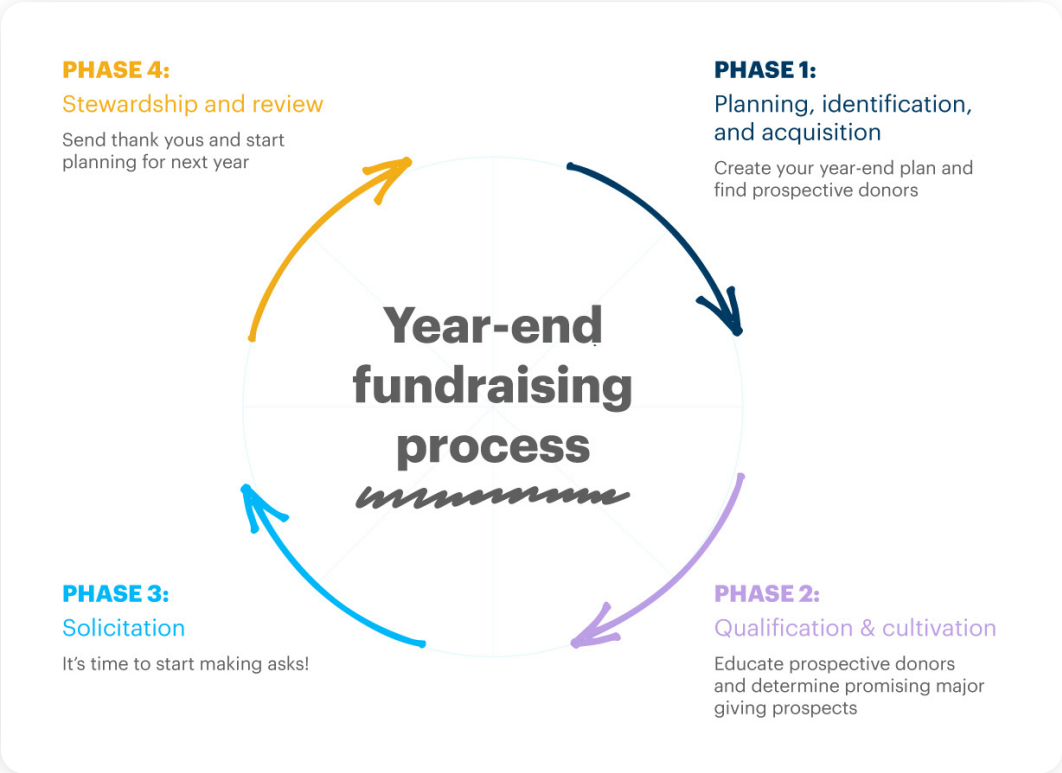 PHASE 4:
Stewardship and review
Send thank yous and start
planning for next year
PHASE 1:
Planning, identification,
and acquisition
Create your year-end plan and
find prospective donors
Year-end
fundraising
process
PHASE 3:
Solicitation
It’s time to start making asks!
PHASE 2:
Qualification & cultivation
Educate prospective donors
and determine promising major
giving prospects